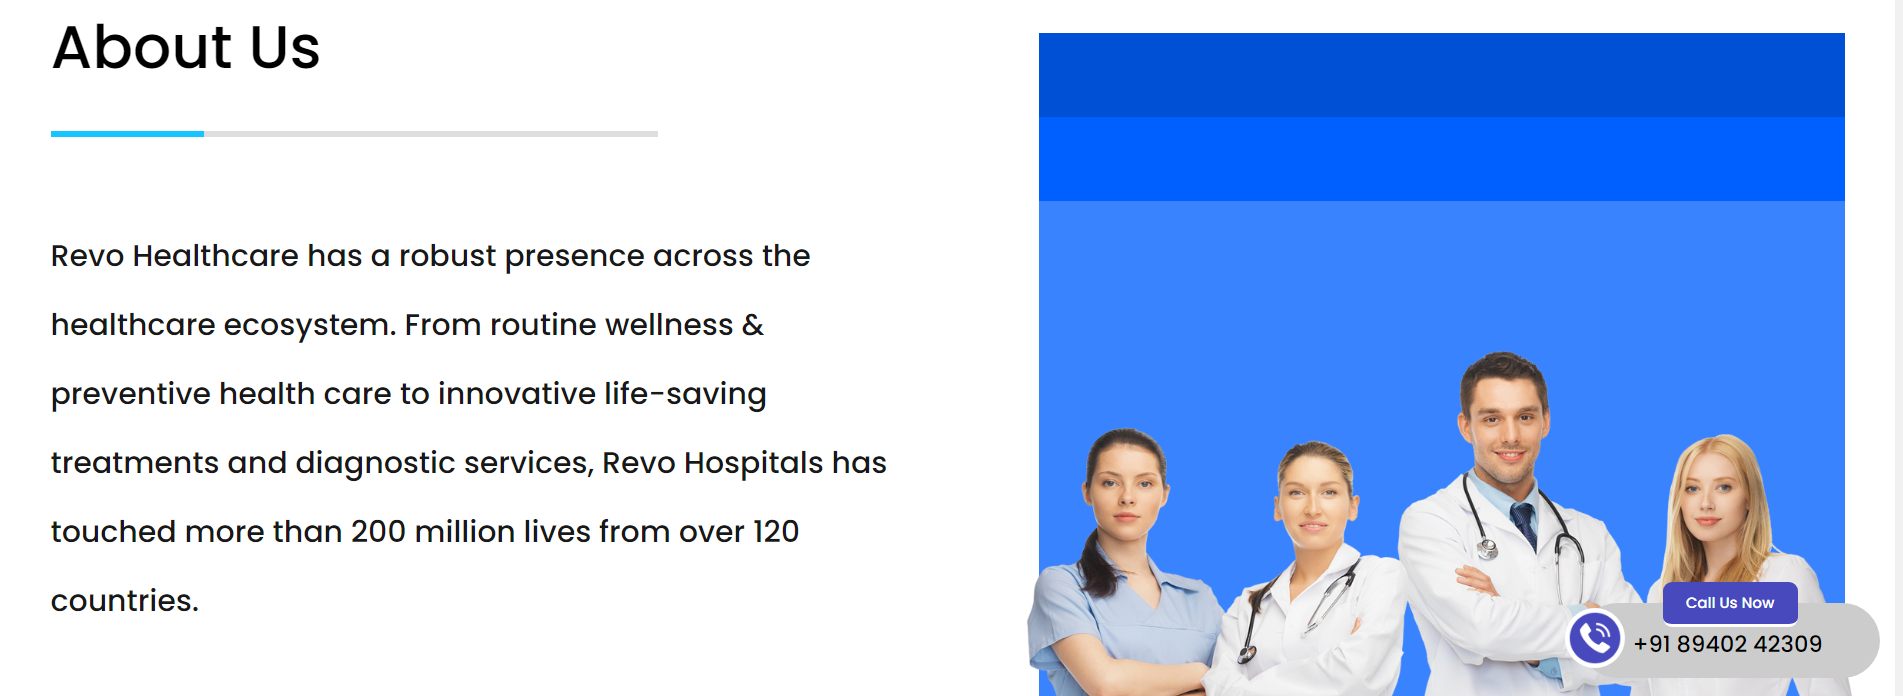 About Us
Revo Healthcare has a robust presence across the
healthcare ecosystem. From routine wellness &
preventive health care to innovative life-saving
treatments and diagnostic services, Revo Hospitals has
touched more than 200 million lives from over 120
countries.
Call Us Now
+91 89402 42309